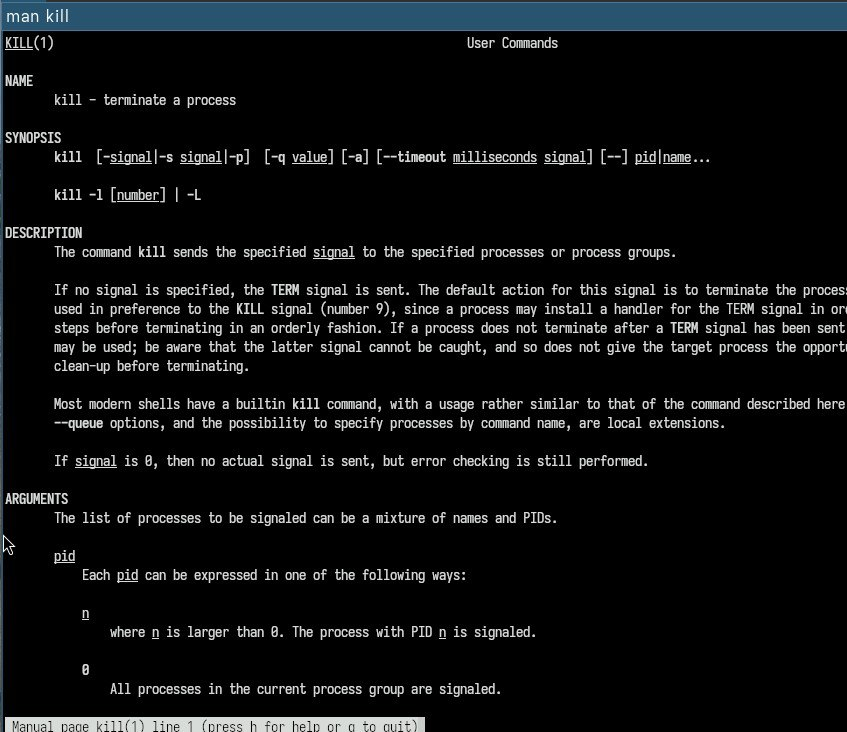 man kill
KILL(1) User Commands
NAME
kill - terminate a process
SYNOPSIS
kill [-signal|-s signal|-p] [-q value] [-a] [--timeout milliseconds signal] [--] pid|name...
kill -l [number] | -L
DESCRIPTION
The command kill sends the specified signal to the specified processes or process groups.
If no signal is specified, the TERM signal is sent. The default action for this signal is to terminate the process
used in preference to the KILL signal (number 9), since a process may install a handler for the TERM signal in
steps before terminating in an orderly fashion. If a process does not terminate after a TERM signal has been sent
may be used; be aware that the latter signal cannot be caught, and so does not give the target process the
clean-up before terminating.
Most modern shells have a builtin kill command, with a usage rather similar to that of the command described here
--queue options, and the possibility to specify processes by command name, are local extensions.
If signal is 0, then no actual signal is sent, but error checking is still performed.
ARGUMENTS
The list of processes to be signaled can be a mixture of names and PIDs.
pid
Each pid can be expressed in one of the following ways:
n
where n is larger than 0. The process with PID n is signaled.
0
All processes in the current process group are signaled.
Manual page kill(1) line 1 (press h for help or q to quit)